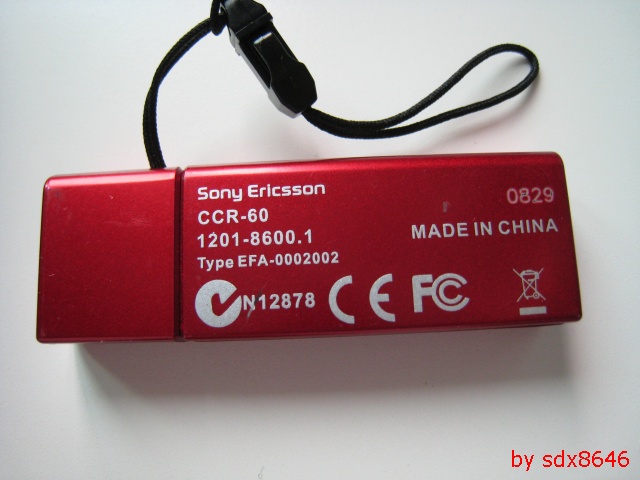 Sony Ericsson
CCR-60
1201-8600.1
Type EFA-0002002
N12878
CE FC
0829
MADE IN CHINA
by sdx8646